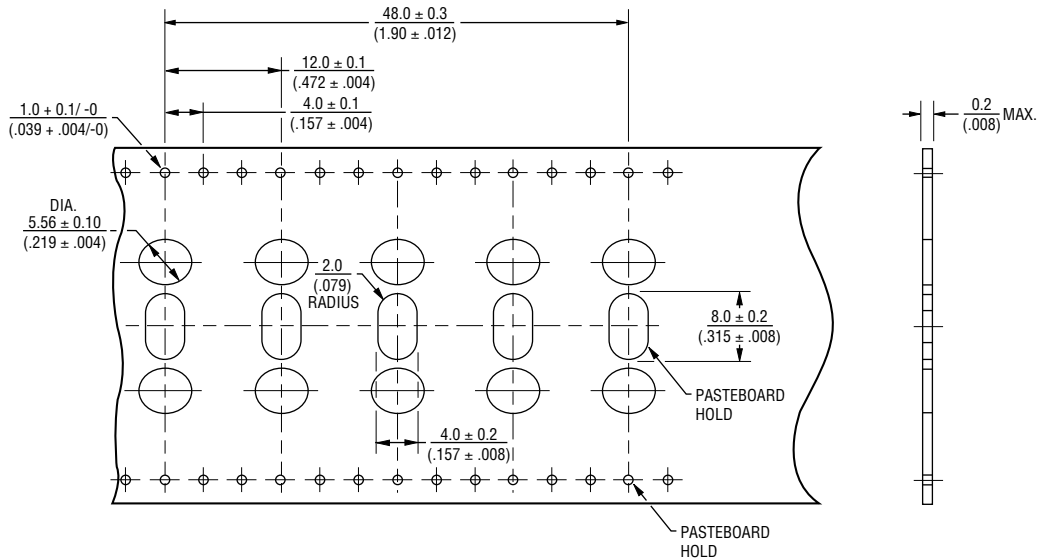 48.0 ± 0.3
(1.90 ± .012)
12.0 ± 0.1
(.472 ± .004)
4.0 ± 0.1
(.157 ± .004)
1.0 + 0.1/ -0
(.039 + .004/-0)
0.2
(.008)
MAX.
DIA.
5.56 ± 0.10
(.219 ± .004)
2.0
(.079)
RADIUS
8.0 ± 0.2
(.315 ± .008)
PASTEBOARD
HOLD
4.0 ± 0.2
(.157 ± .008)
PASTEBOARD
HOLD